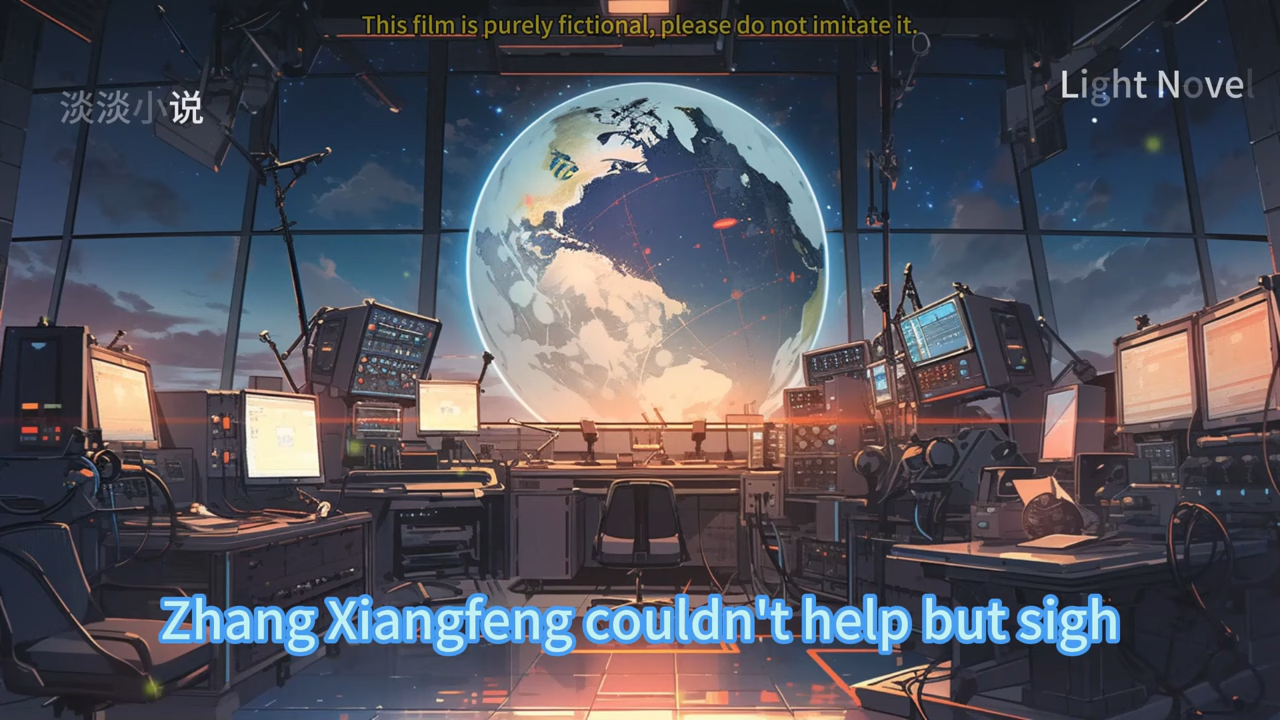 This film is purely fictional, please do not imitate it.
淡淡小说
Light Novel
Zhang Xiangfeng couldn't help but sigh